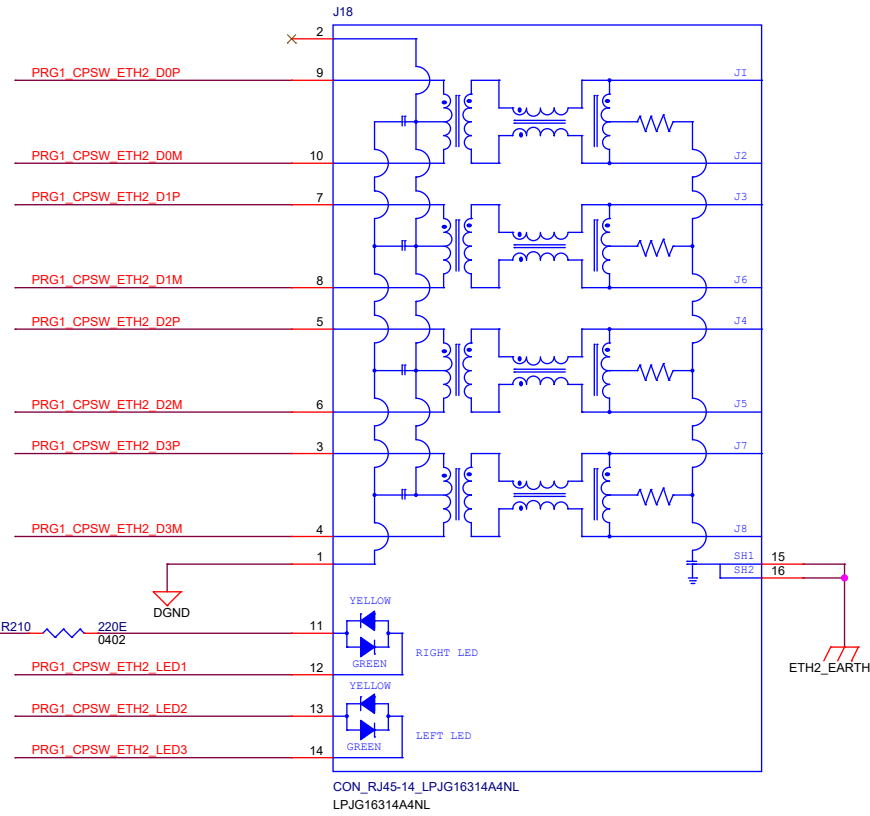 J18
2
PRG1_CPSW_ETH2_D0P 9 J1
PRG1_CPSW_ETH2_D0M 10 J2
PRG1_CPSW_ETH2_D1P 7 J3
PRG1_CPSW_ETH2_D1M 8 J6
PRG1_CPSW_ETH2_D2P 5 J4
PRG1_CPSW_ETH2_D2M 6 J5
PRG1_CPSW_ETH2_D3P 3 J7
PRG1_CPSW_ETH2_D3M 4 J8
1 SH1 15
SH2 16
DGND
YELLOW
R210 220E 11
0402
RIGHT LED
GREEN
PRG1_CPSW_ETH2_LED1 12
ETH2_EARTH
YELLOW
PRG1_CPSW_ETH2_LED2 13
LEFT LED
GREEN
PRG1_CPSW_ETH2_LED3 14
CON_RJ45-14_LPJG16314A4NL
LPJG16314A4NL